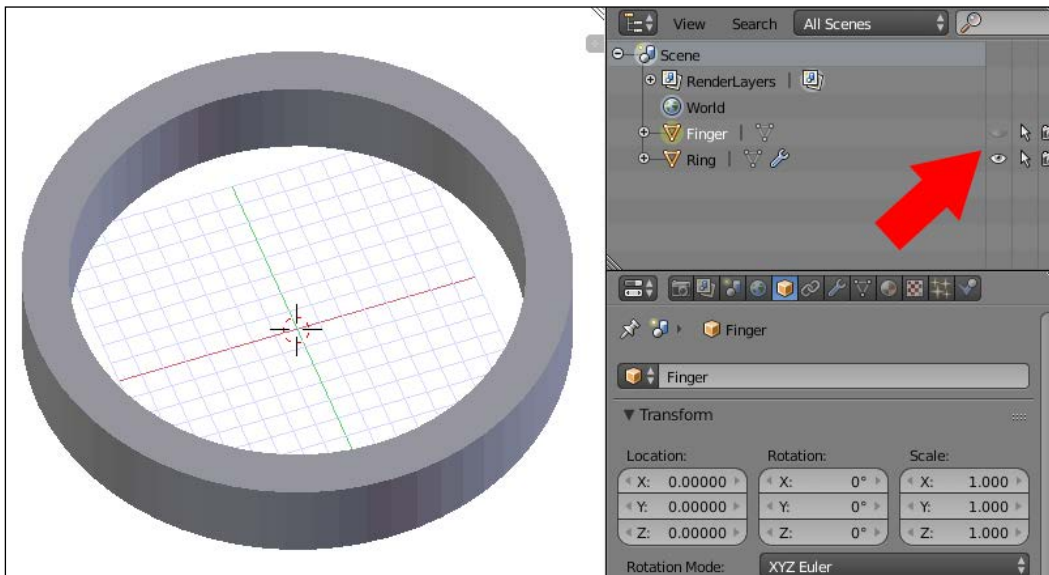 View Search All Scenes
Scene
RenderLayers
World
Finger
Ring
Finger
Finger
Transform
Location: Rotation: Scale:
X: 0.00000 X: 0° X: 1.000
Y: 0.00000 Y: 0° Y: 1.000
Z: 0.00000 Z: 0° Z: 1.000
Rotation Mode: XYZ Euler